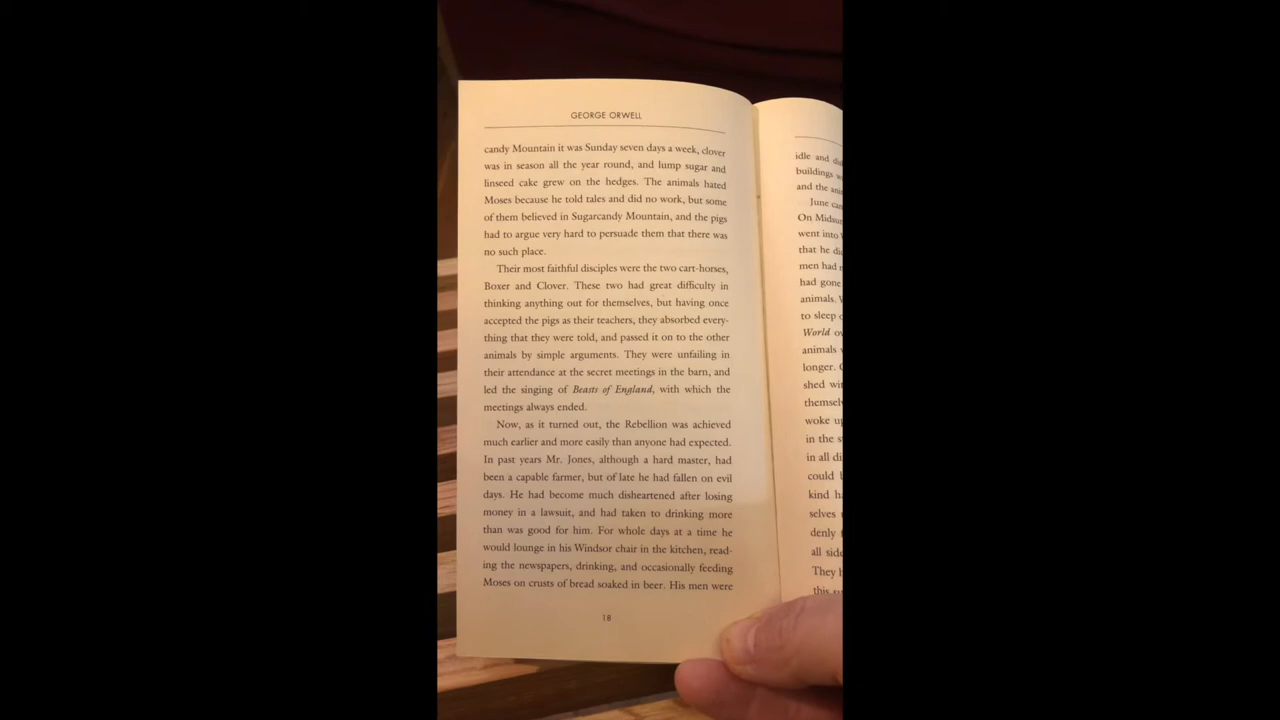 GEORGE ORWELL
candy Mountain it was Sunday seven days a week, clover
was in season all the year round, and lump sugar and
linseed cake grew on the hedges. The animals hated
Moses because he told tales and did no work, but some
of them believed in Sugarcandy Mountain, and the pigs
had to argue very hard to persuade them that there was
no such place.
Their most faithful disciples were the two cart-horses,
Boxer and Clover. These two had great difficulty in
thinking anything out for themselves, but having once
accepted the pigs as their teachers, they absorbed every-
thing that they were told, and passed it on to the other
animals by simple arguments. They were unfailing in
their attendance at the secret meetings in the barn, and
led the singing of Beasts of England, with which the
meetings always ended.
Now, as it turned out, the Rebellion was achieved
much earlier and more easily than anyone had expected.
In past years Mr. Jones, although a hard master, had
been a capable farmer, but of late he had fallen on evil
days. He had become much disheartened after losing
money in a lawsuit, and had taken to drinking more
than was good for him. For whole days at a time he
would lounge in his Windsor chair in the kitchen, read-
ing the newspapers, drinking, and occasionally feeding
Moses on crusts of bread soaked in beer. His men were
18
idle and
buildings
and the
June
On
went into
that he
men had
had gone
animals.
to sleep
World
animals
longer.
shed
woke
in the
in all
could
kind
selves
denly
all
They
this